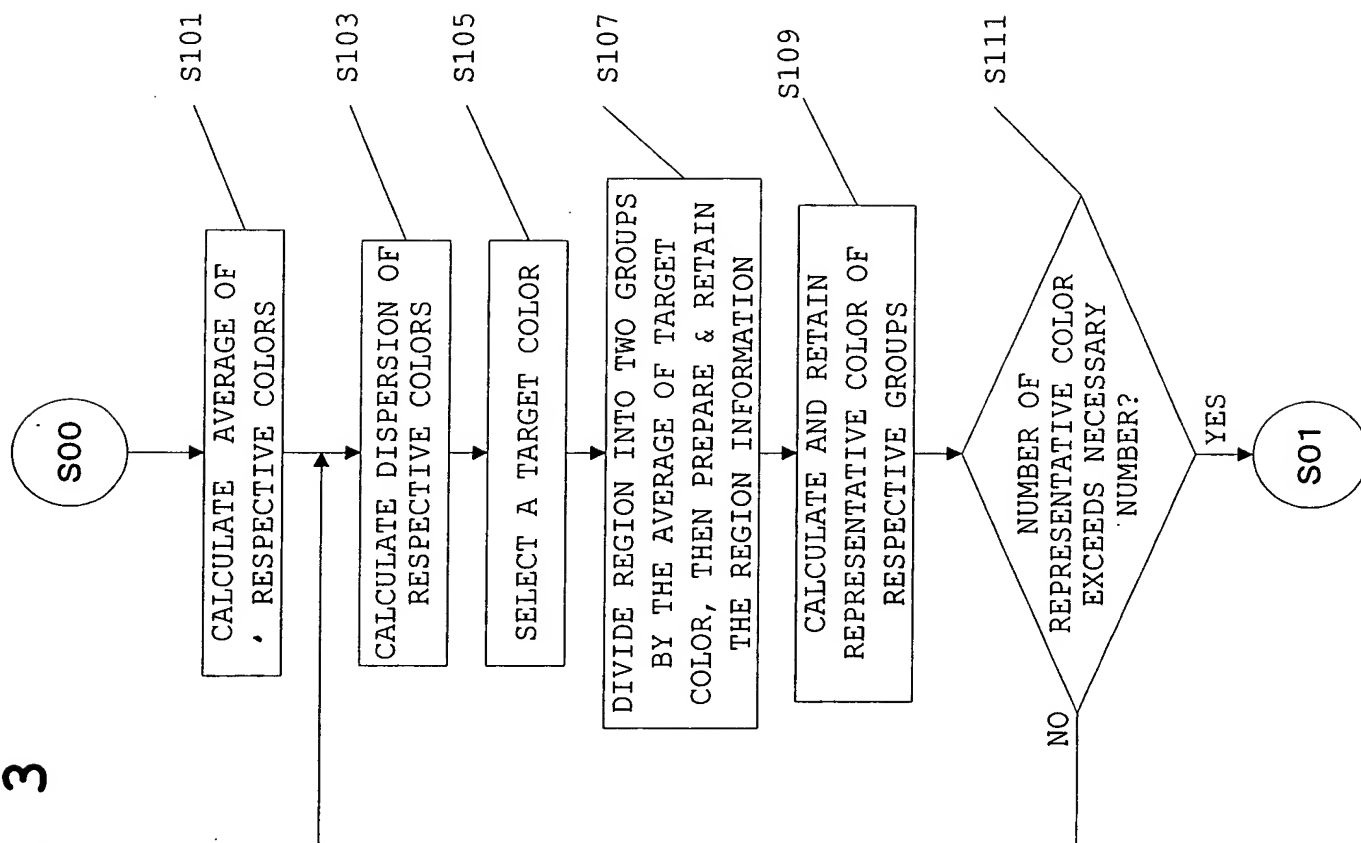 3
S00
CALCULATE AVERAGE OF
RESPECTIVE COLORS
S101
CALCULATE DISPERSION OF
RESPECTIVE COLORS
S103
SELECT A TARGET COLOR
S105
DIVIDE REGION INTO TWO GROUPS
BY THE AVERAGE OF TARGET
COLOR, THEN PREPARE & RETAIN
THE REGION INFORMATION
S107
CALCULATE AND RETAIN
REPRESENTATIVE COLOR OF
RESPECTIVE GROUPS
S109
NUMBER OF
REPRESENTATIVE COLOR
EXCEEDS NECESSARY
NUMBER?
S111
NO
YES
S01